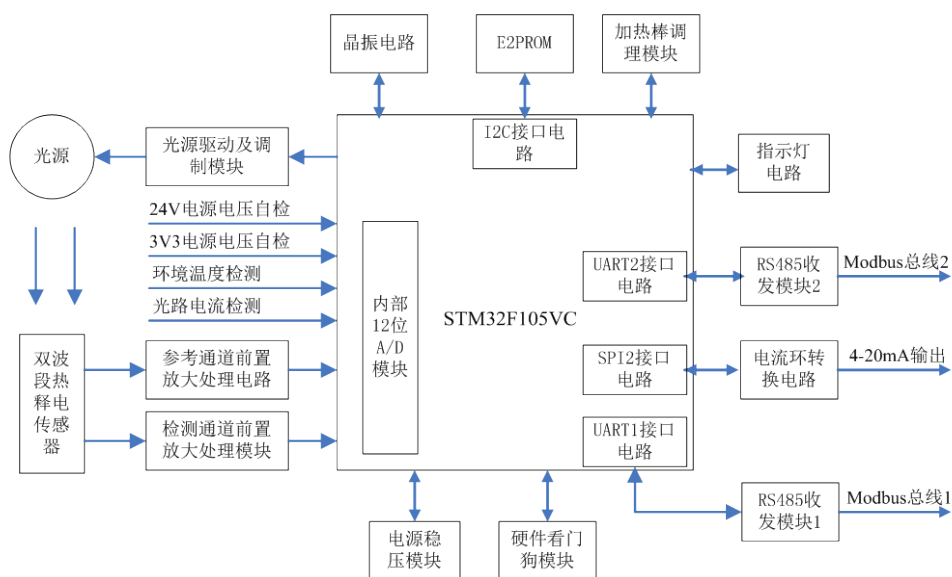 晶振电路
E2PROM
加热棒调
理模块
I2C接口电
路
光源
光源驱动及调
制模块
指示灯
电路
24V电源电压自检
3V3电源电压自检
环境温度检测
光路电流检测
内部
12位
A/D
模块
STM32F105VC
UART2接口
电路
RS485收
发模块2
Modbus总线2
双波
段热
释电
传感
器
参考通道前置
放大处理电路
SPI2接口
电路
电流环转
换电路
4-20mA输出
检测通道前置
放大处理模块
UART1接口
电路
RS485收
发模块1
Modbus总线1
电源稳
压模块
硬件看门
狗模块